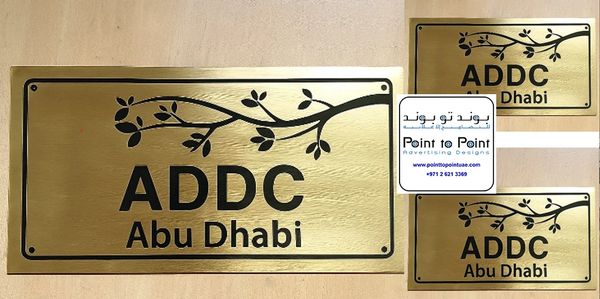 ADDC
Abu Dhabi
ADDC
Dhabi
بوند تو بوند
Point to Point
Advertising Designs
www.pointtopointuae.com
+971 2 621 3369
ADDC
Abu Dhabi